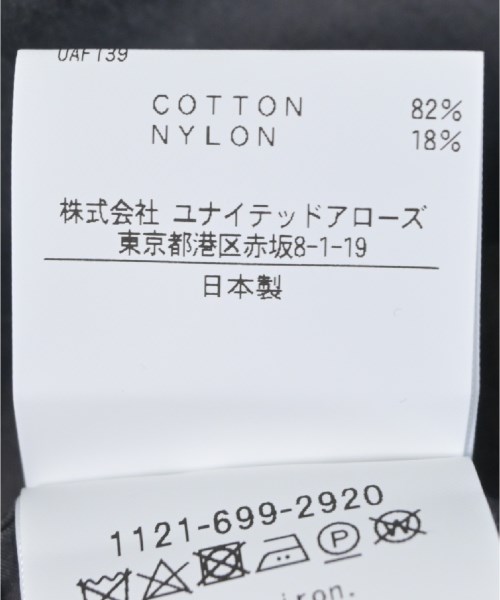 UAF139
COTTON 82%
NYLON 18%
株式会社 ユナイテッドアローズ
東京都港区赤坂8-1-19
日本製
1121-699-2920
P W
iron.